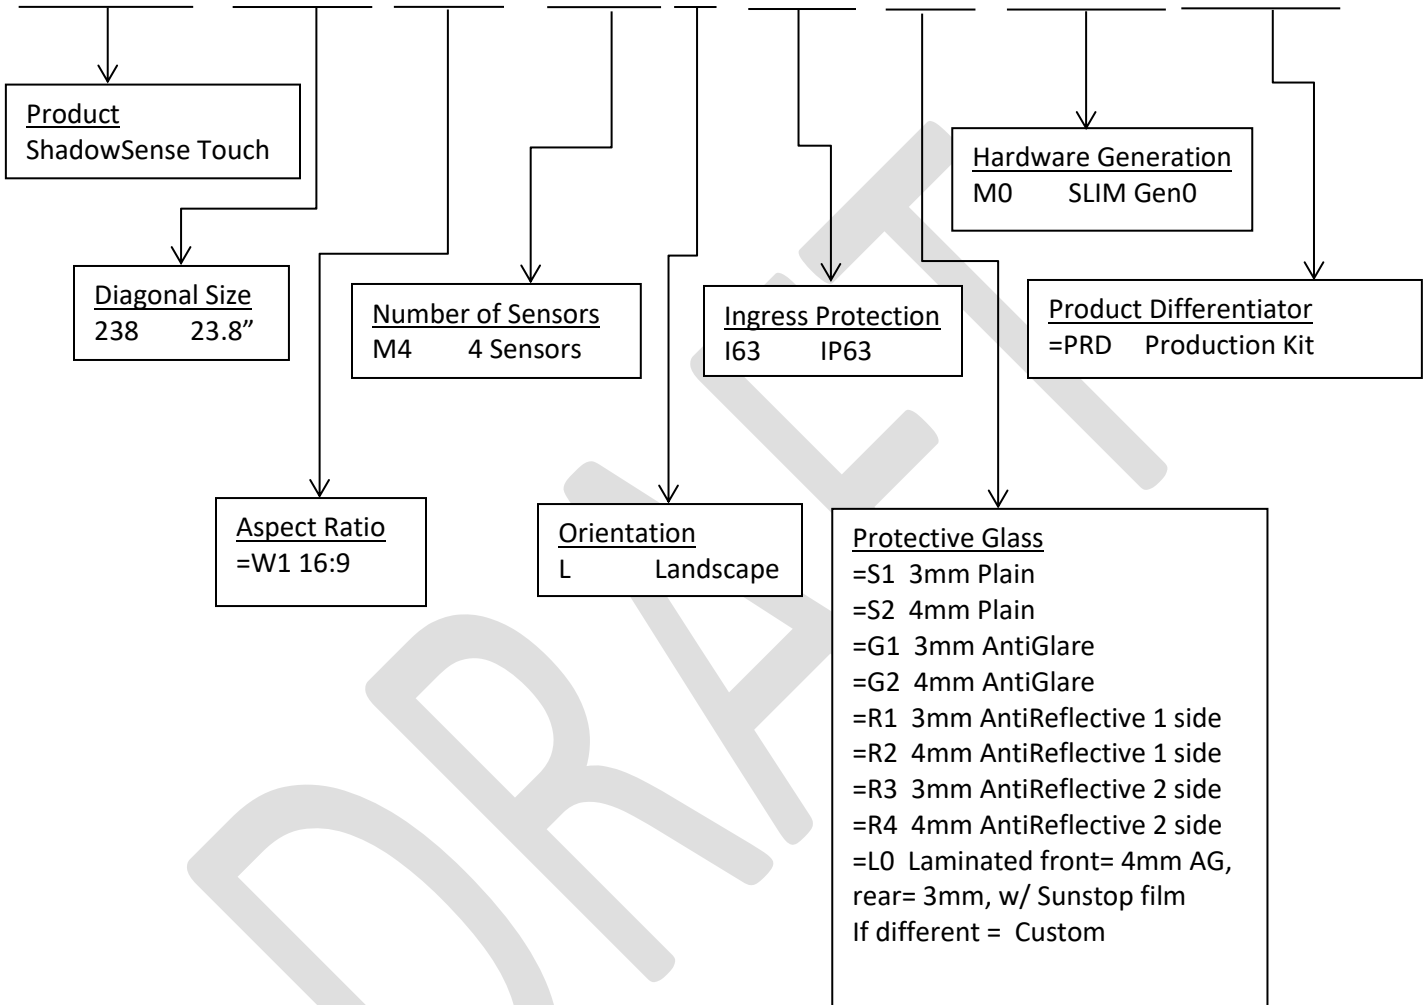 Product
ShadowSense Touch
Hardware Generation
M0 SLIM Gen0
Diagonal Size
238 23.8”
Number of Sensors
M4 4 Sensors
Ingress Protection
I63 IP63
Product Differentiator
=PRD Production Kit
Aspect Ratio
=W1 16:9
Orientation
L Landscape
Protective Glass
=S1 3mm Plain
=S2 4mm Plain
=G1 3mm AntiGlare
=G2 4mm AntiGlare
=R1 3mm AntiReflective 1 side
=R2 4mm AntiReflective 1 side
=R3 3mm AntiReflective 2 side
=R4 4mm AntiReflective 2 side
=L0 Laminated front= 4mm AG,
rear= 3mm, w/ Sunstop film
If different = Custom
DRAFT